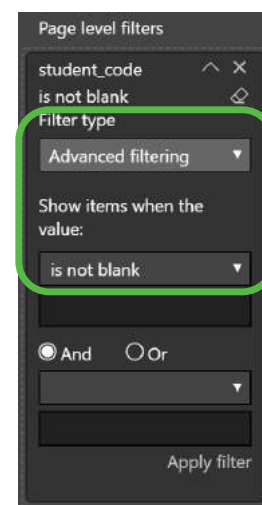 Page level filters
student_code
is not blank
Filter type
Advanced filtering
Show items when the
value:
is not blank
And Or
Apply filter